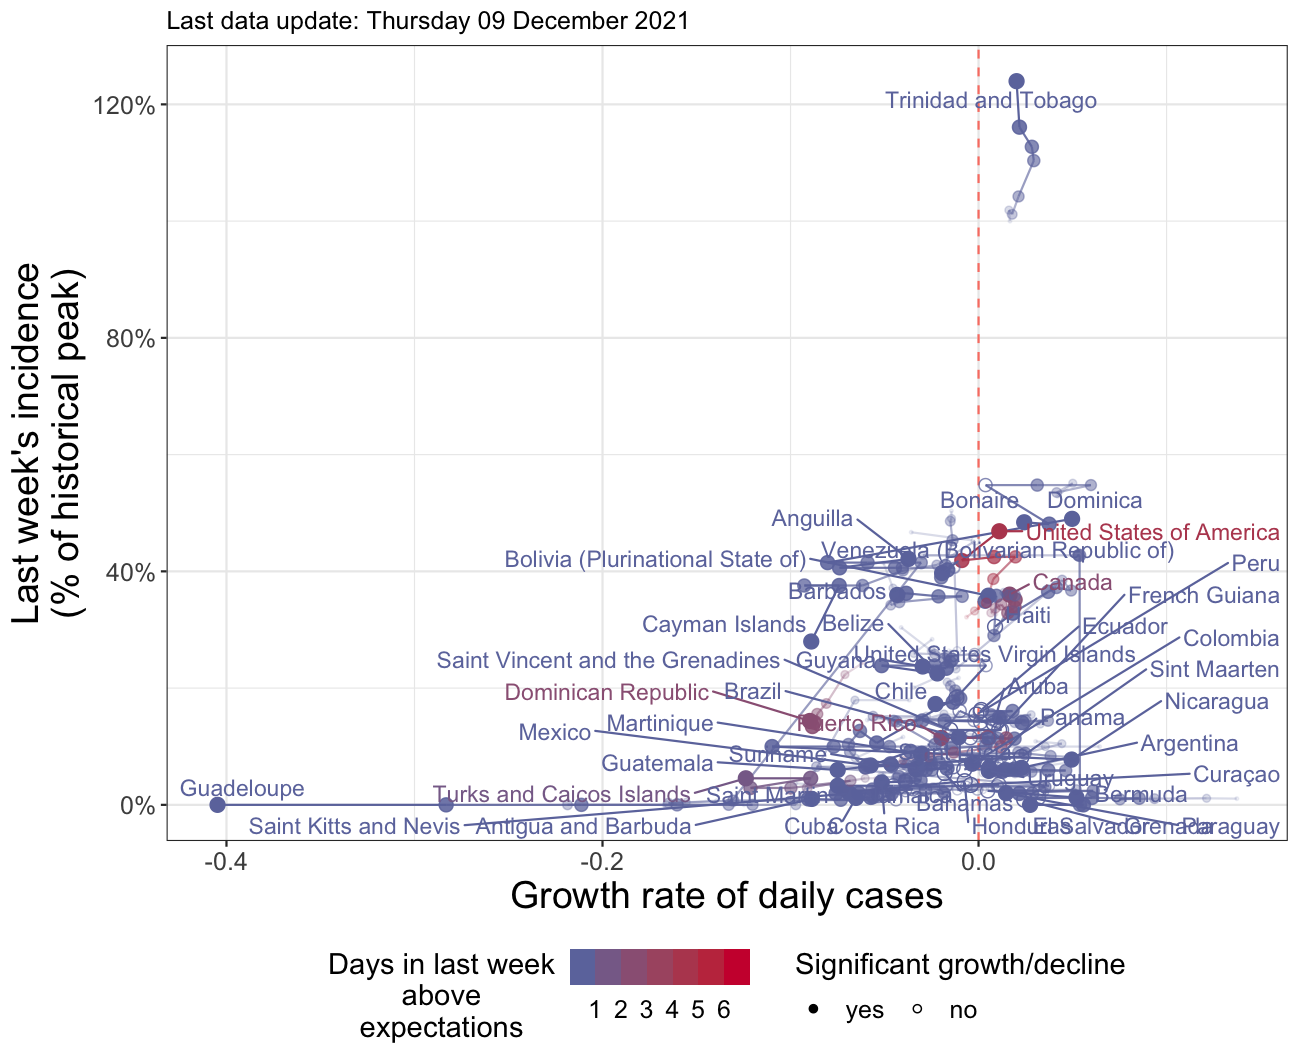 Last data update: Thursday 09 December 2021
Last week's incidence
(% of historical peak)
120%
80%
40%
0%
Trinidad and Tobago
Bonaire
Dominica
Anguilla
United States of America
Venezuela (Bolivarian Republic of)
Bolivia (Plurinational State of)
Peru
Canada
Barbados
French Guiana
Haiti
Cayman Islands
Belize
Ecuador
Colombia
Saint Vincent and the Grenadines
Guyana
United States Virgin Islands
Sint Maarten
Dominican Republic
Brazil
Chile
Aruba
Nicaragua
Mexico
Martinique
Puerto Rico
Panama
Argentina
Guatemala
Suriname
Curaçao
Uruguay
Guadeloupe
Turks and Caicos Islands
Bahamas
Bermuda
Saint Kitts and Nevis
Antigua and Barbuda
Cuba
Costa Rica
Honduras
El Salvador
Grenada
Paraguay
-0.4
-0.2
0.0
Growth rate of daily cases
Days in last week
above
expectations
1 2 3 4 5 6
Significant growth/decline
yes
no